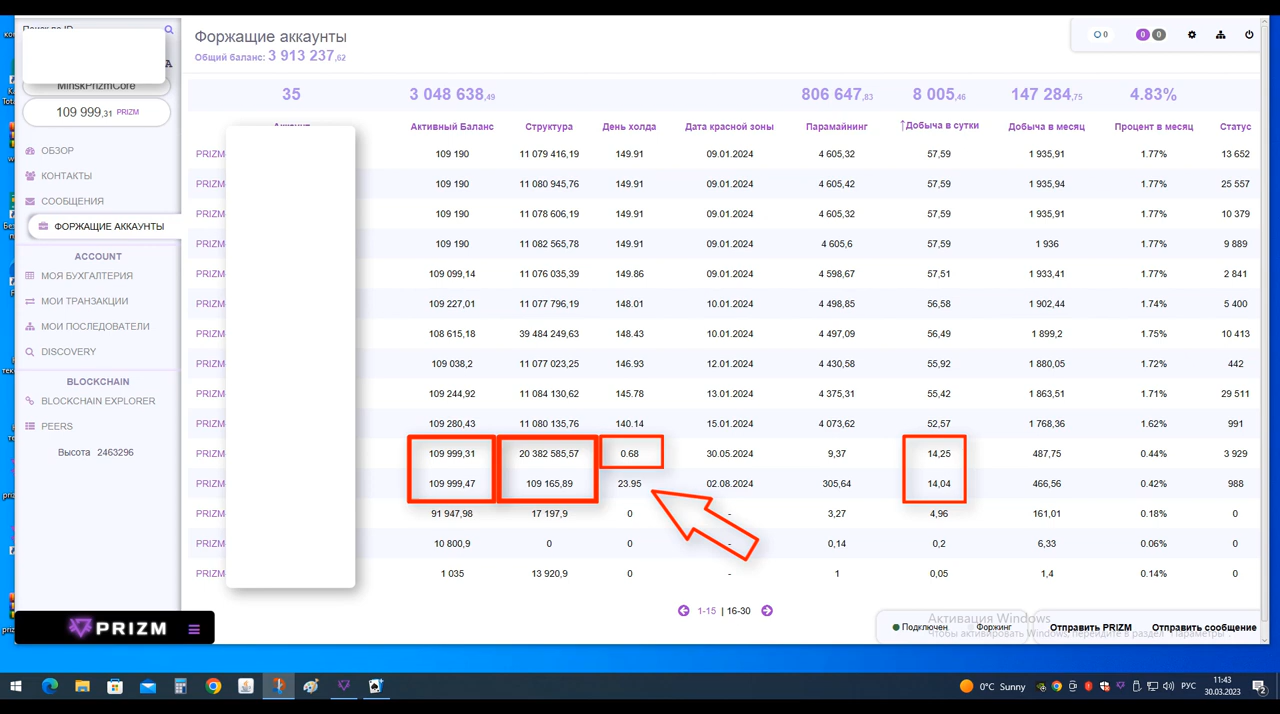 Форжащие аккаунты
Общий баланс: 3 913 237,62
0
0 0
MinskPrizmCore
109 999,31 PRIZM
ОБЗОР
КОНТАКТЫ
СООБЩЕНИЯ
ФОРЖАЩИЕ АККАУНТЫ
ACCOUNT
МОЯ БУХГАЛТЕРИЯ
МОИ ТРАНЗАКЦИИ
МОИ ПОСЛЕДОВАТЕЛИ
DISCOVERY
BLOCKCHAIN
BLOCKCHAIN EXPLORER
PEERS
Высота 2463296
PRIZM
35 3 048 638,49 806 647,83 8 005,46 147 284,75 4.83%
Активный Баланс Структура День холда Дата красной зоны Парамайнинг ↑Добыча в сутки Добыча в месяц Процент в месяц Статус
PRIZM- 109 190 11 079 416,19 149.91 09.01.2024 4 605,32 57,59 1 935,91 1.77% 13 652
PRIZM- 109 190 11 080 945,76 149.91 09.01.2024 4 605,42 57,59 1 935,94 1.77% 25 557
PRIZM- 109 190 11 078 606,19 149.91 09.01.2024 4 605,32 57,59 1 935,91 1.77% 10 379
PRIZM- 109 190 11 082 565,78 149.91 09.01.2024 4 605,6 57,59 1 936 1.77% 9 889
PRIZM- 109 099,14 11 076 035,39 149.86 09.01.2024 4 598,67 57,51 1 933,41 1.77% 2 841
PRIZM- 109 227,01 11 077 796,19 148.01 10.01.2024 4 498,85 56,58 1 902,44 1.74% 5 400
PRIZM- 108 615,18 39 484 249,63 148.43 10.01.2024 4 497,09 56,49 1 899,2 1.75% 10 413
PRIZM- 109 038,2 11 077 023,25 146.93 12.01.2024 4 430,58 55,92 1 880,05 1.72% 442
PRIZM- 109 244,92 11 084 130,62 145.78 13.01.2024 4 375,31 55,42 1 863,51 1.71% 29 511
PRIZM- 109 280,43 11 080 135,76 140.14 15.01.2024 4 073,62 52,57 1 768,36 1.62% 991
PRIZM- 109 999,31 20 382 585,57 0.68 30.05.2024 9,37 14,25 487,75 0.44% 3 929
PRIZM- 109 999,47 109 165,89 23.95 02.08.2024 305,64 14,04 466,56 0.42% 988
PRIZM- 91 947,98 17 197,9 0 - 3,27 4,96 161,01 0.18% 0
PRIZM- 10 800,9 0 0 - 0,14 0,2 6,33 0.06% 0
PRIZM- 1 035 13 920,9 0 - 1 0,05 1,4 0.14% 0
1-15 | 16-30
Подключен Форжинг Отправить PRIZM Отправить сообщение
Активация Windows
Чтобы активировать Windows, перейдите в раздел "Параметры".
0°C Sunny РУС 11:43
30.03.2023
2